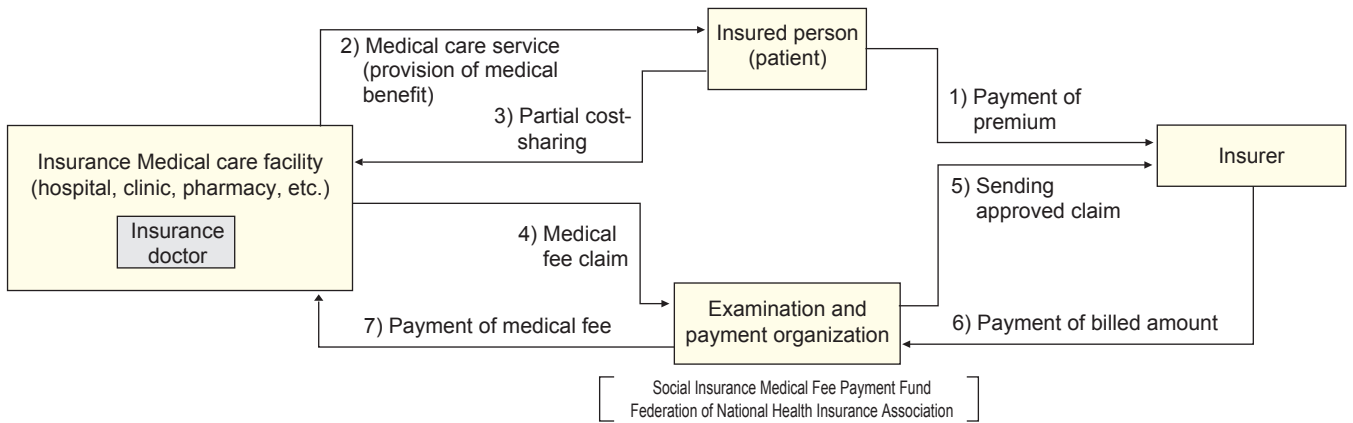 2) Medical care service
(provision of medical
benefit)
Insured person
(patient)
1) Payment of
premium
3) Partial cost-
sharing
Insurance Medical care facility
(hospital, clinic, pharmacy, etc.)
Insurance
doctor
Insurer
5) Sending
approved claim
4) Medical
fee claim
Examination and
payment organization
7) Payment of medical fee
6) Payment of billed amount
Social Insurance Medical Fee Payment Fund
Federation of National Health Insurance Association